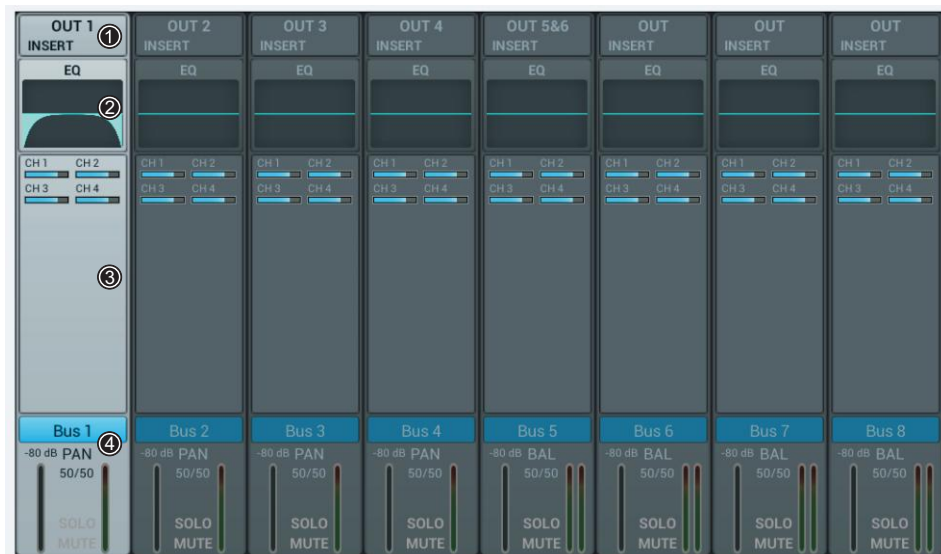 OUT 1 ① OUT 2 OUT 3 OUT 4 OUT 5&6 OUT OUT OUT
INSERT INSERT INSERT INSERT INSERT INSERT INSERT INSERT
EQ EQ EQ EQ EQ EQ EQ EQ
②
CH 1 CH 2 CH 1 CH 2 CH 1 CH 2 CH 1 CH 2 CH 1 CH 2 CH 1 CH 2 CH 1 CH 2 CH 1 CH 2
CH 3 CH 4 CH 3 CH 4 CH 3 CH 4 CH 3 CH 4 CH 3 CH 4 CH 3 CH 4 CH 3 CH 4 CH 3 CH 4
③
Bus 1 Bus 2 Bus 3 Bus 4 Bus 5 Bus 6 Bus 7 Bus 8
④
-80 dB PAN -80 dB PAN -80 dB PAN -80 dB PAN -80 dB BAL -80 dB BAL -80 dB BAL -80 dB BAL
50/50 50/50 50/50 50/50 50/50 50/50 50/50 50/50
SOLO SOLO SOLO SOLO SOLO SOLO SOLO SOLO
MUTE MUTE MUTE MUTE MUTE MUTE MUTE MUTE